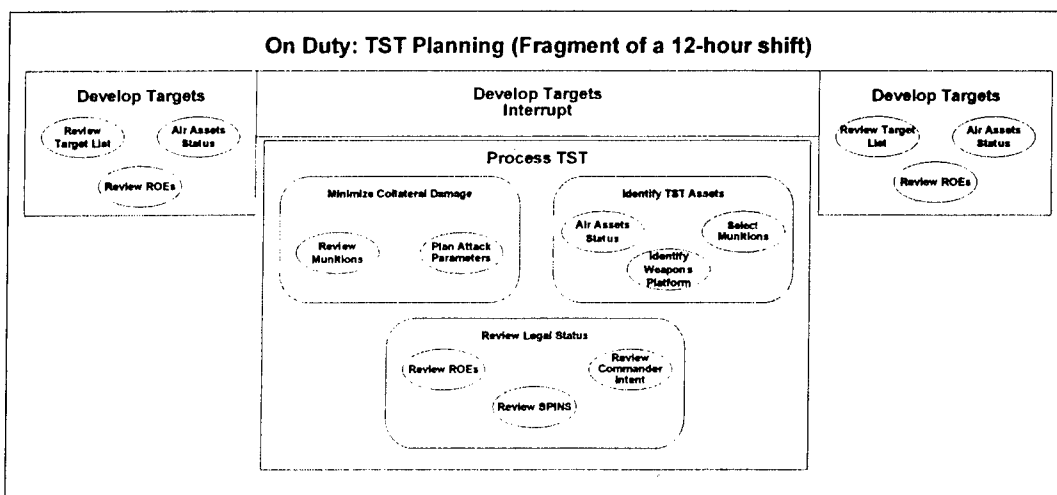 On Duty: TST Planning (Fragment of a 12-hour shift)
Develop Targets
Review
Target List
Air Assets
Status
Review ROEs
Develop Targets
Interrupt
Process TST
Minimize Collateral Damage
Review
Munitions
Plan Attack
Parameters
Identify TST Assets
Air Assets
Status
Select
Munitions
Identify
Weapons
Platform
Review Legal Status
Review ROEs
Review
Commander
Intent
Review SPINS
Develop Targets
Review Target
List
Air Assets
Status
Review ROEs